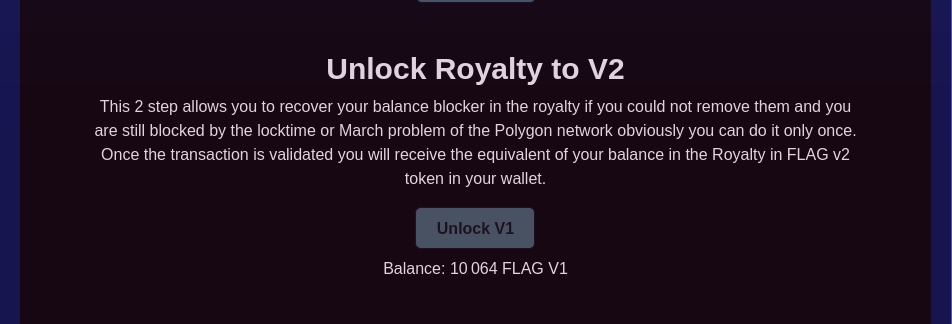 Unlock Royalty to V2
This 2 step allows you to recover your balance blocker in the royalty if you could not remove them and you
are still blocked by the locktime or March problem of the Polygon network obviously you can do it only once.
Once the transaction is validated you will receive the equivalent of your balance in the Royalty in FLAG v2
token in your wallet.
Unlock V1
Balance: 10 064 FLAG V1